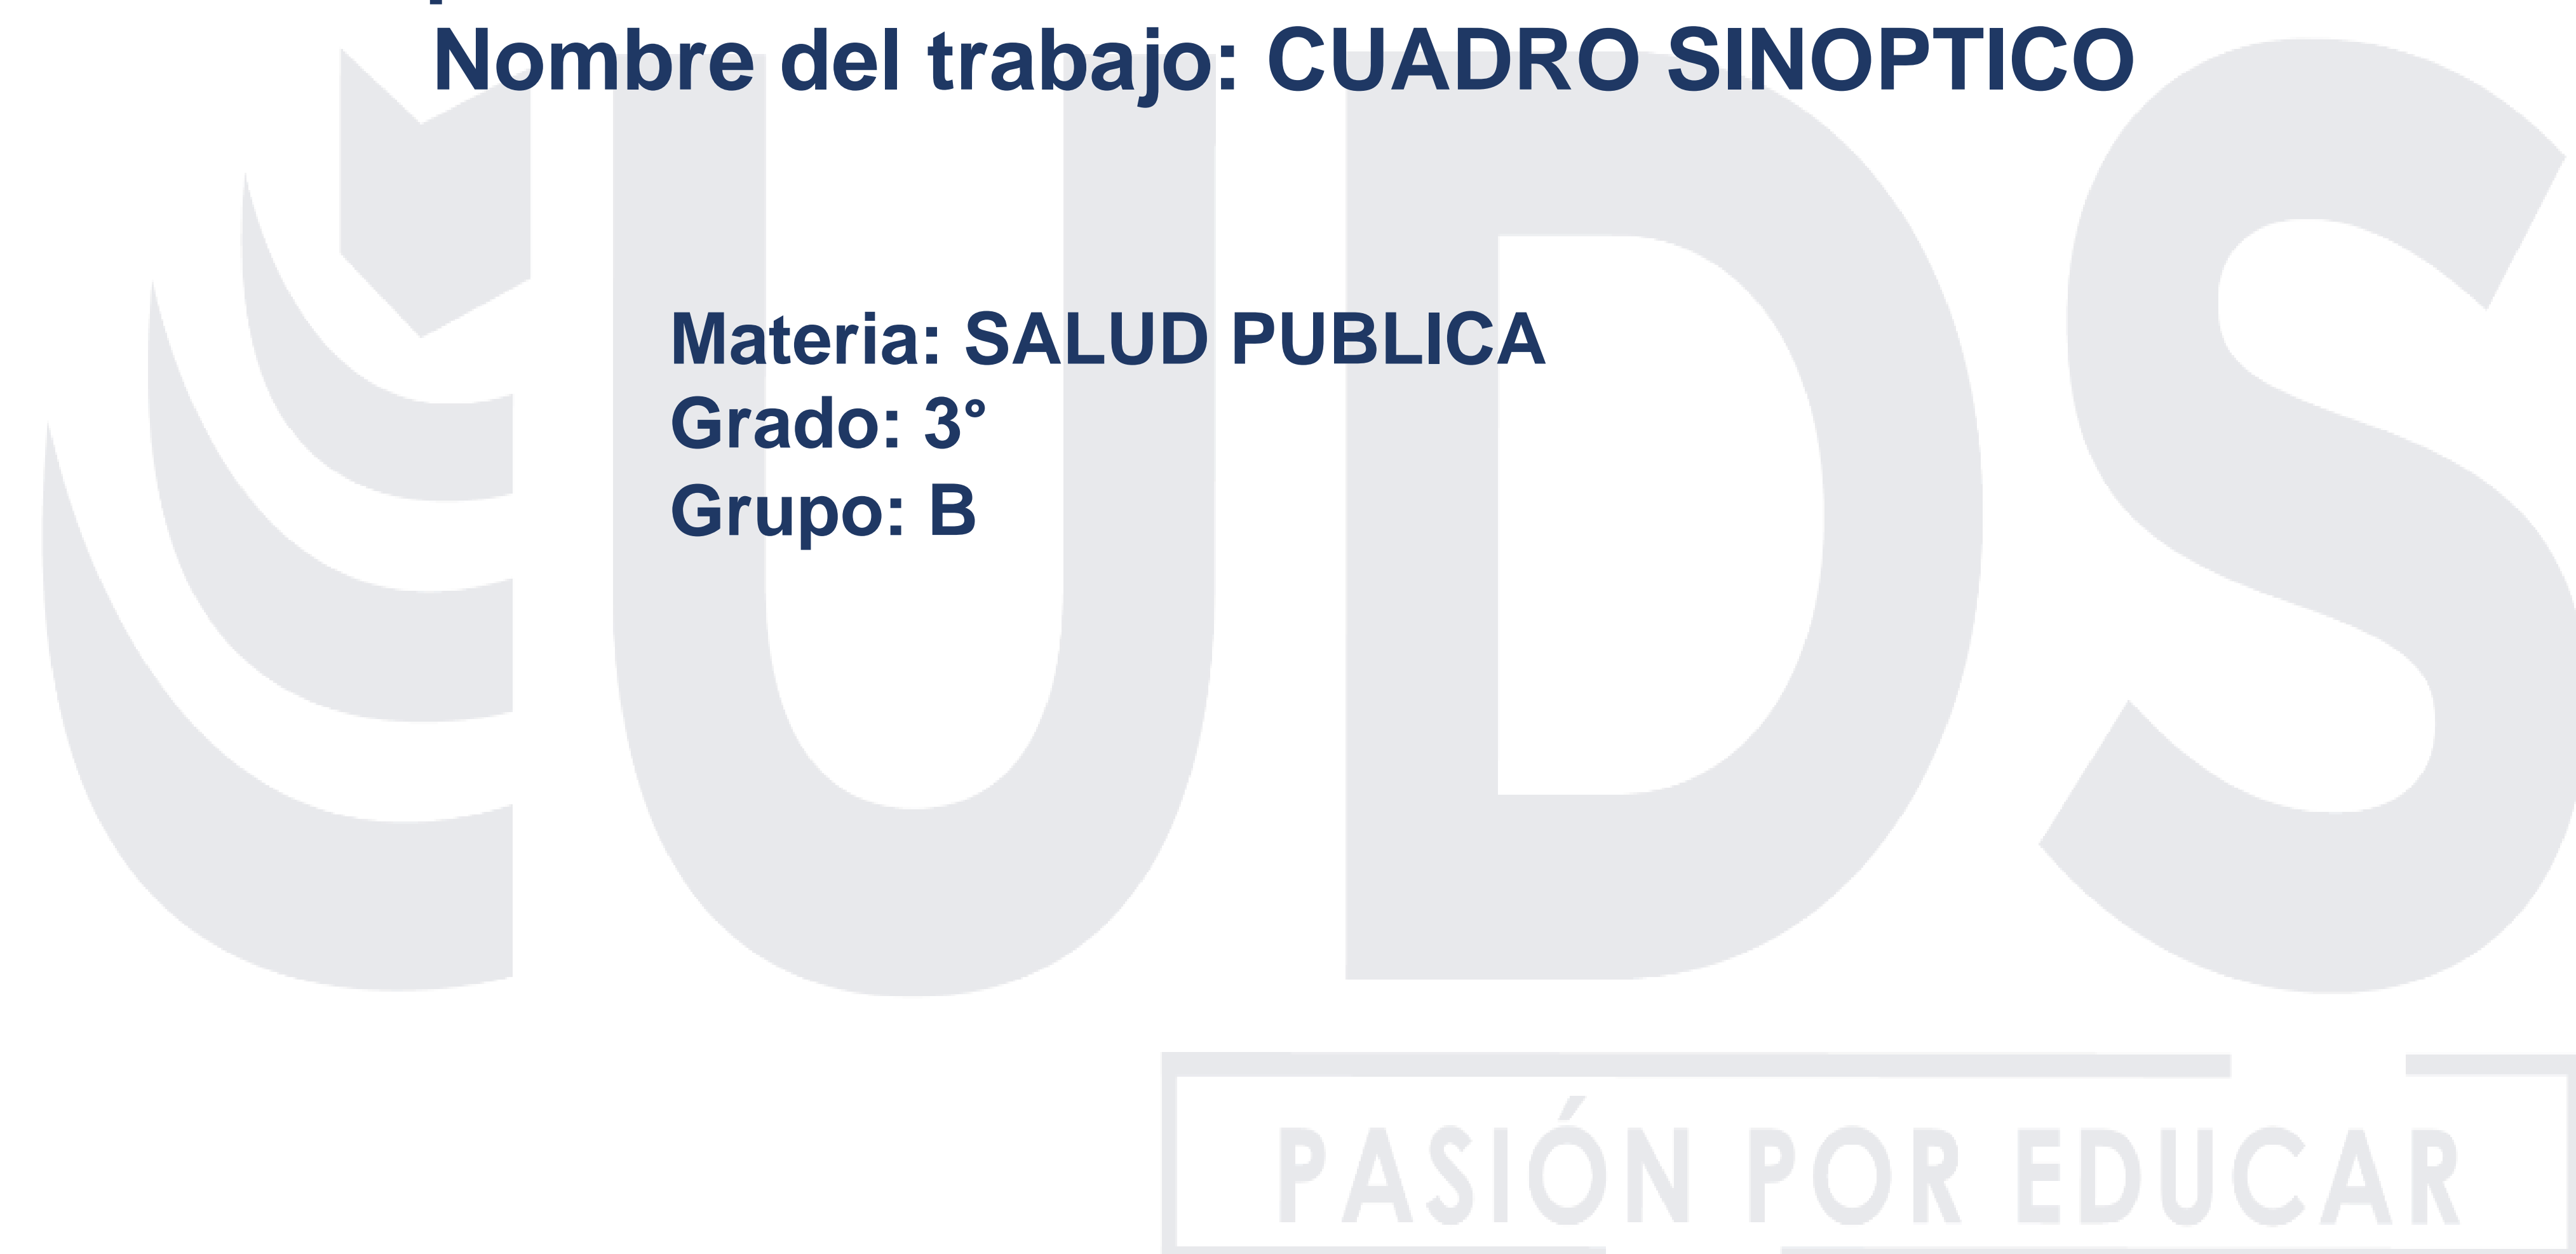 Nombre del trabajo: CUADRO SINOPTICO
Materia: SALUD PUBLICA
Grado: 3°
Grupo: B
UDS
PASIÓN POR EDUCAR